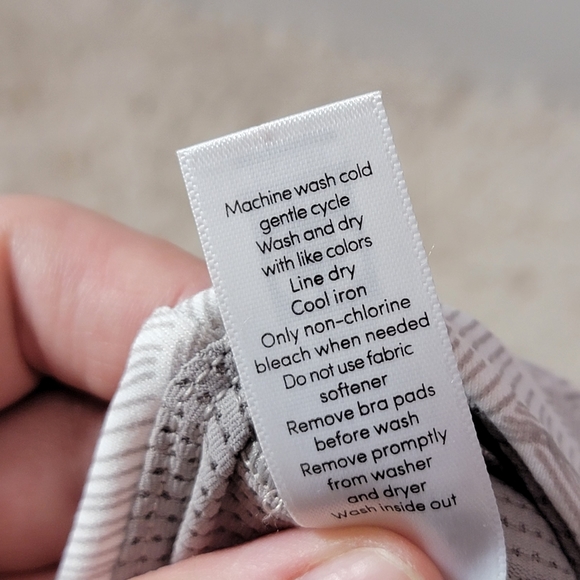 Machine wash cold
gentle cycle
Wash and dry
with like colors
Line dry
Cool iron
Only non-chlorine
bleach when needed
Do not use fabric
softener
Remove bra pads
before wash
Remove promptly
from washer
and dryer
Wash inside out